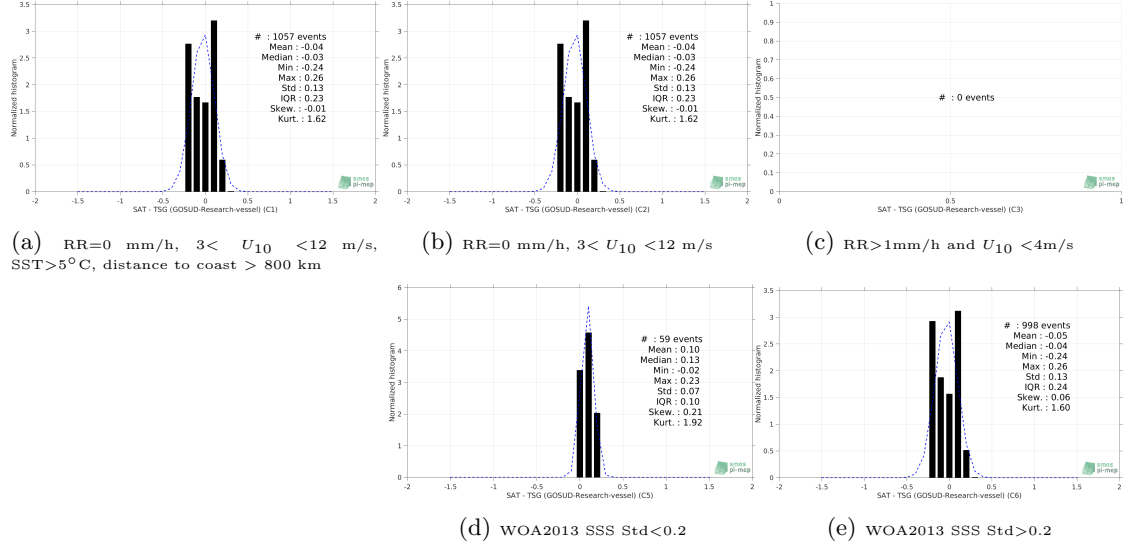 3.5
3
2.5
2
1.5
1
0.5
0
-2 -1.5 -1 -0.5 0 0.5 1 1.5 2
Normalized histogram
# : 1057 events
Mean : -0.04
Median : -0.03
Min : -0.24
Max : 0.26
Std : 0.13
IQR : 0.23
Skew. : -0.01
Kurt. : 1.62
smos
pi-mep
SAT - TSG (GOSUD-Research-vessel) (C1)
(a) RR=0 mm/h, 3< U10 <12 m/s,
SST>5°C, distance to coast > 800 km
3.5
3
2.5
2
1.5
1
0.5
0
-2 -1.5 -1 -0.5 0 0.5 1 1.5 2
Normalized histogram
# : 1057 events
Mean : -0.04
Median : -0.03
Min : -0.24
Max : 0.26
Std : 0.13
IQR : 0.23
Skew. : -0.01
Kurt. : 1.62
smos
pi-mep
SAT - TSG (GOSUD-Research-vessel) (C2)
(b) RR=0 mm/h, 3< U10 <12 m/s
1
0.9
0.8
0.7
0.6
0.5
0.4
0.3
0.2
0.1
0
0 0.5 1
Normalized histogram
# : 0 events
smos
pi-mep
SAT - TSG (GOSUD-Research-vessel) (C3)
(c) RR>1mm/h and U10 <4m/s
6
5
4
3
2
1
0
-2 -1.5 -1 -0.5 0 0.5 1 1.5 2
Normalized histogram
# : 59 events
Mean : 0.10
Median : 0.13
Min : -0.02
Max : 0.23
Std : 0.07
IQR : 0.10
Skew. : 0.21
Kurt. : 1.92
smos
pi-mep
SAT - TSG (GOSUD-Research-vessel) (C5)
(d) WOA2013 SSS Std<0.2
3.5
3
2.5
2
1.5
1
0.5
0
-2 -1.5 -1 -0.5 0 0.5 1 1.5 2
Normalized histogram
# : 998 events
Mean : -0.05
Median : -0.04
Min : -0.24
Max : 0.26
Std : 0.13
IQR : 0.24
Skew. : 0.06
Kurt. : 1.60
smos
pi-mep
SAT - TSG (GOSUD-Research-vessel) (C6)
(e) WOA2013 SSS Std>0.2